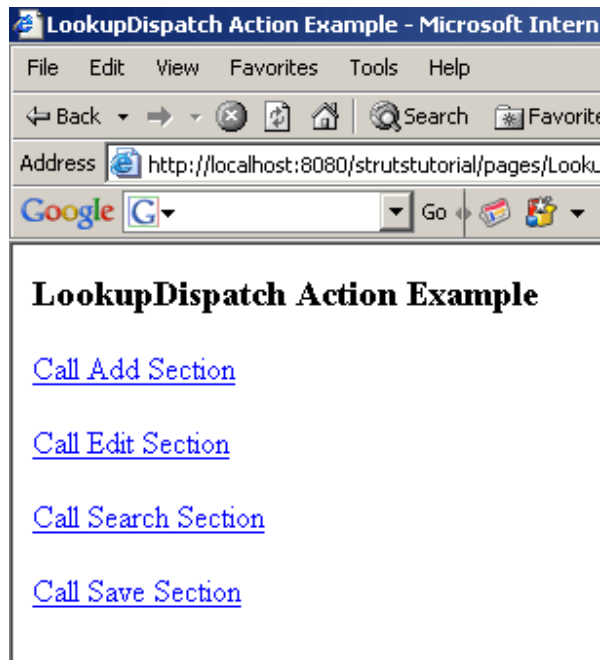 LookupDispatch Action Example - Microsoft Intern
File Edit View Favorites Tools Help
Back Search Favorite
Address http://localhost:8080/strutstutorial/pages/Looku
Google G Go
LookupDispatch Action Example
Call Add Section
Call Edit Section
Call Search Section
Call Save Section